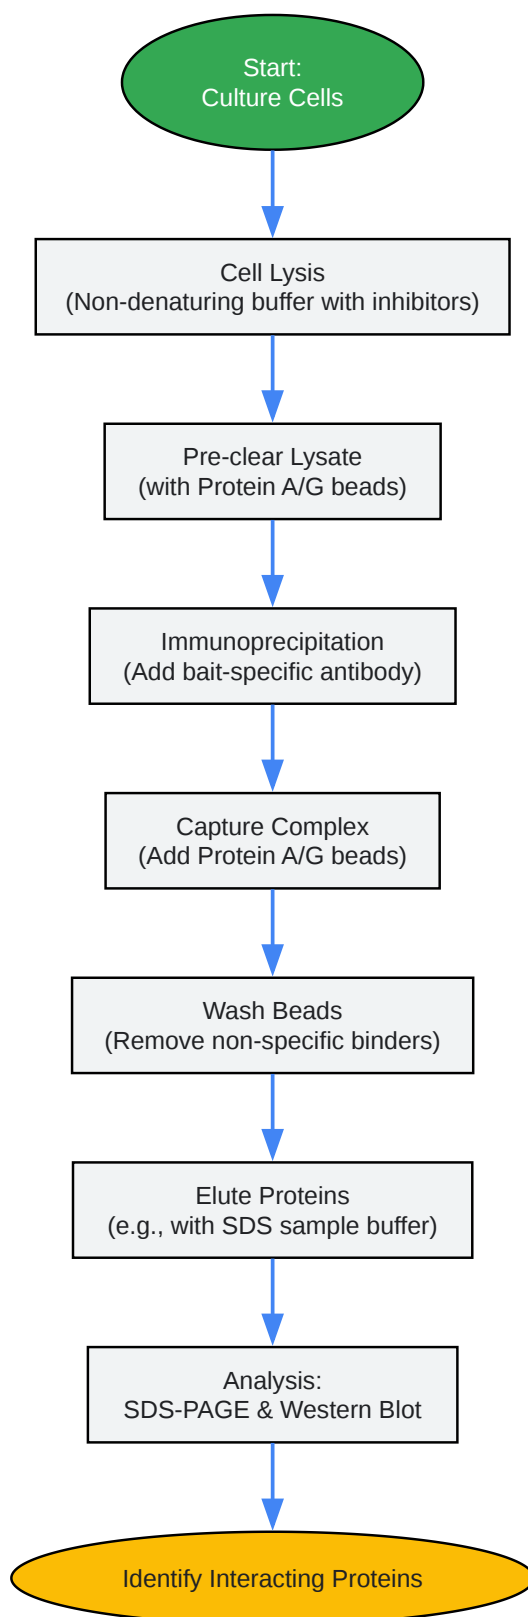 Start:
Culture Cells
Cell Lysis
(Non-denaturing buffer with inhibitors)
Pre-clear Lysate
(with Protein A/G beads)
Immunoprecipitation
(Add bait-specific antibody)
Capture Complex
(Add Protein A/G beads)
Wash Beads
(Remove non-specific binders)
Elute Proteins
(e.g., with SDS sample buffer)
Analysis:
SDS-PAGE & Western Blot
Identify Interacting Proteins